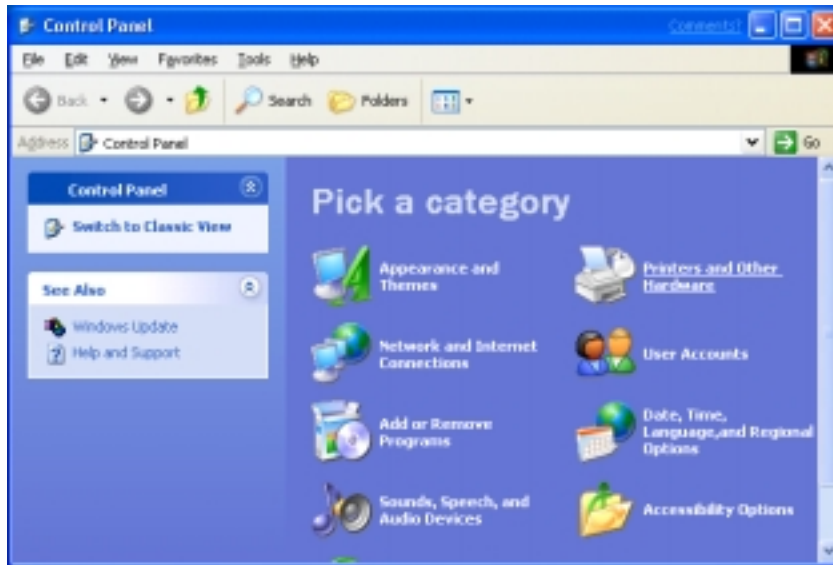 Control Panel
Comments?
File Edit View Favorites Tools Help
Back Search Folders
Address Control Panel Go
Control Panel
Switch to Classic View
See Also
Windows Update
Help and Support
Pick a category
Appearance and
Themes
Printers and Other
Hardware
Network and Internet
Connections
User Accounts
Add or Remove
Programs
Date, Time,
Language,and Regional
Options
Sounds, Speech, and
Audio Devices
Accessibility Options